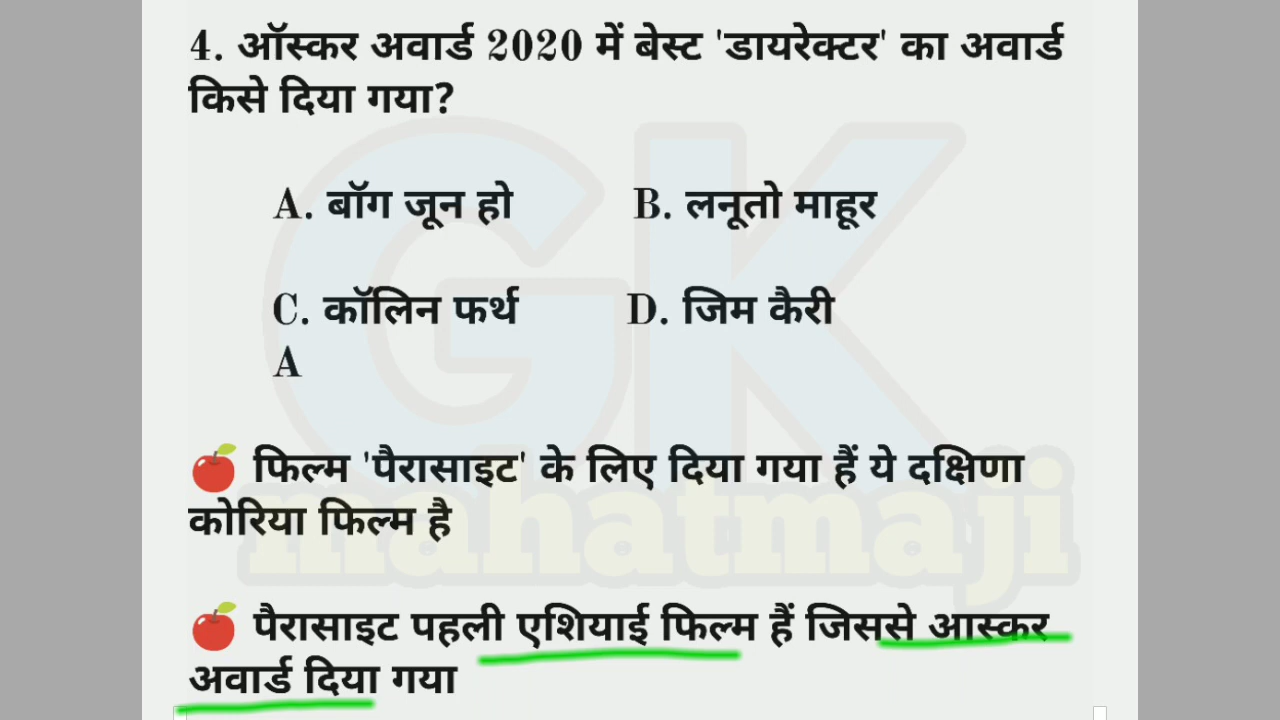 4. ऑस्कर अवार्ड 2020 में बेस्ट 'डायरेक्टर' का अवार्ड
किसे दिया गया?
A. बॉग जून हो B. लनूतो माहूर
C. कॉलिन फर्थ D. जिम कैरी
A
फिल्म 'पैरासाइट' के लिए दिया गया हैं ये दक्षिणा
कोरिया फिल्म है
पैरासाइट पहली एशियाई फिल्म हैं जिससे आस्कर
अवार्ड दिया गया
GK
mahatmaji